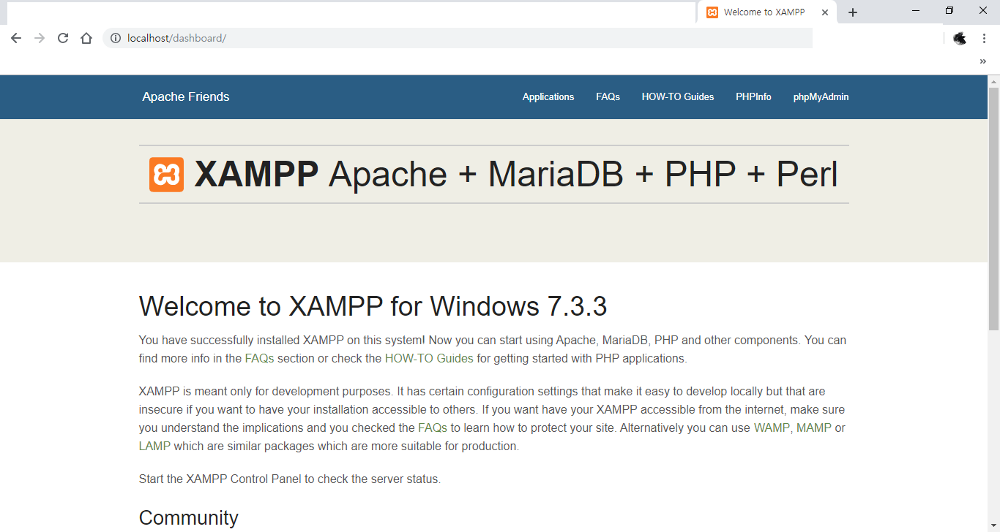 Welcome to XAMPP
localhost/dashboard/
Apache Friends
Applications
FAQs
HOW-TO Guides
PHPInfo
phpMyAdmin
XAMPP Apache + MariaDB + PHP + Perl
Welcome to XAMPP for Windows 7.3.3
You have successfully installed XAMPP on this system! Now you can start using Apache, MariaDB, PHP and other components. You can
find more info in the FAQs section or check the HOW-TO Guides for getting started with PHP applications.
XAMPP is meant only for development purposes. It has certain configuration settings that make it easy to develop locally but that are
insecure if you want to have your installation accessible to others. If you want have your XAMPP accessible from the internet, make sure
you understand the implications and you checked the FAQs to learn how to protect your site. Alternatively you can use WAMP, MAMP or
LAMP which are similar packages which are more suitable for production.
Start the XAMPP Control Panel to check the server status.
Community